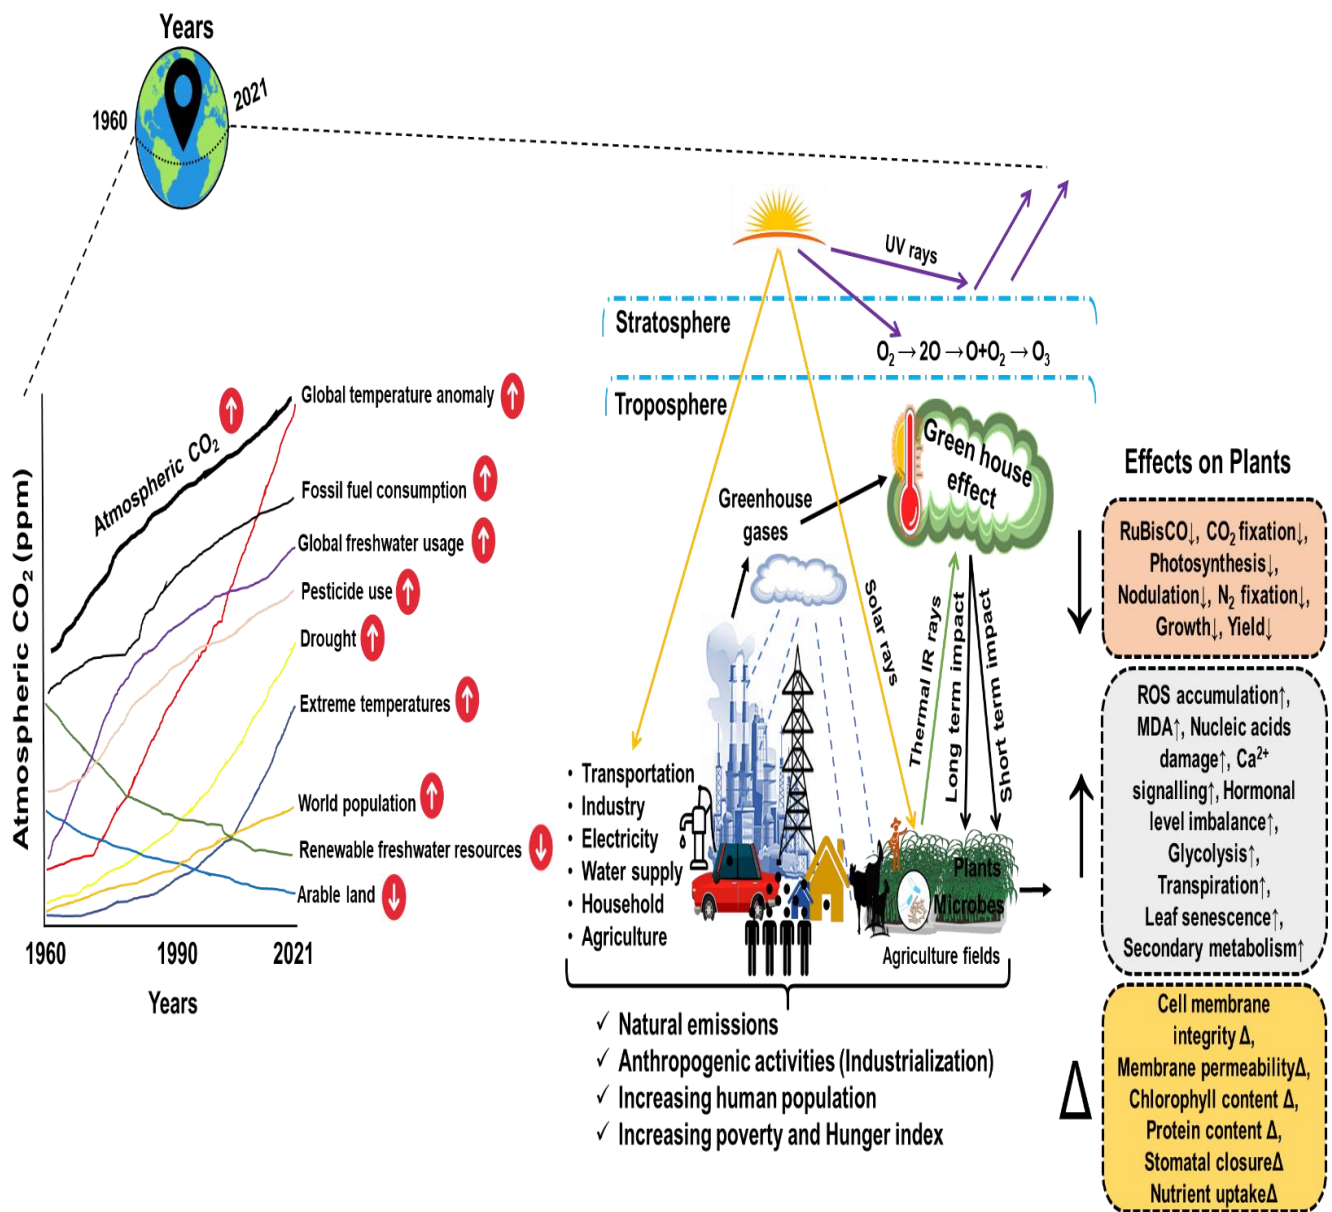 Years
1960
2021
Atmospheric CO₂ (ppm)
Atmospheric CO₂
Global temperature anomaly
Fossil fuel consumption
Global freshwater usage
Pesticide use
Drought
Extreme temperatures
World population
Renewable freshwater resources
Arable land
1960
1990
2021
Years
UV rays
Stratosphere
O₂→2O→O+O₂→O₃
Troposphere
Green house
effect
Greenhouse
gases
Solar rays
Thermal IR rays
Long term impact
Short term impact
• Transportation
• Industry
• Electricity
• Water supply
• Household
• Agriculture
Plants
Microbes
Agriculture fields
✓ Natural emissions
✓ Anthropogenic activities (Industrialization)
✓ Increasing human population
✓ Increasing poverty and Hunger index
Effects on Plants
RuBisCO↓, CO₂ fixation↓,
Photosynthesis↓,
Nodulation↓, N₂ fixation↓,
Growth↓, Yield↓
ROS accumulation↑,
MDA↑, Nucleic acids
damage↑, Ca²⁺
signalling↑, Hormonal
level imbalance↑,
Glycolysis↑,
Transpiration↑,
Leaf senescence↑,
Secondary metabolism↑
Δ
Cell membrane
integrity Δ,
Membrane permeabilityΔ,
Chlorophyll content Δ,
Protein content Δ,
Stomatal closureΔ
Nutrient uptakeΔ